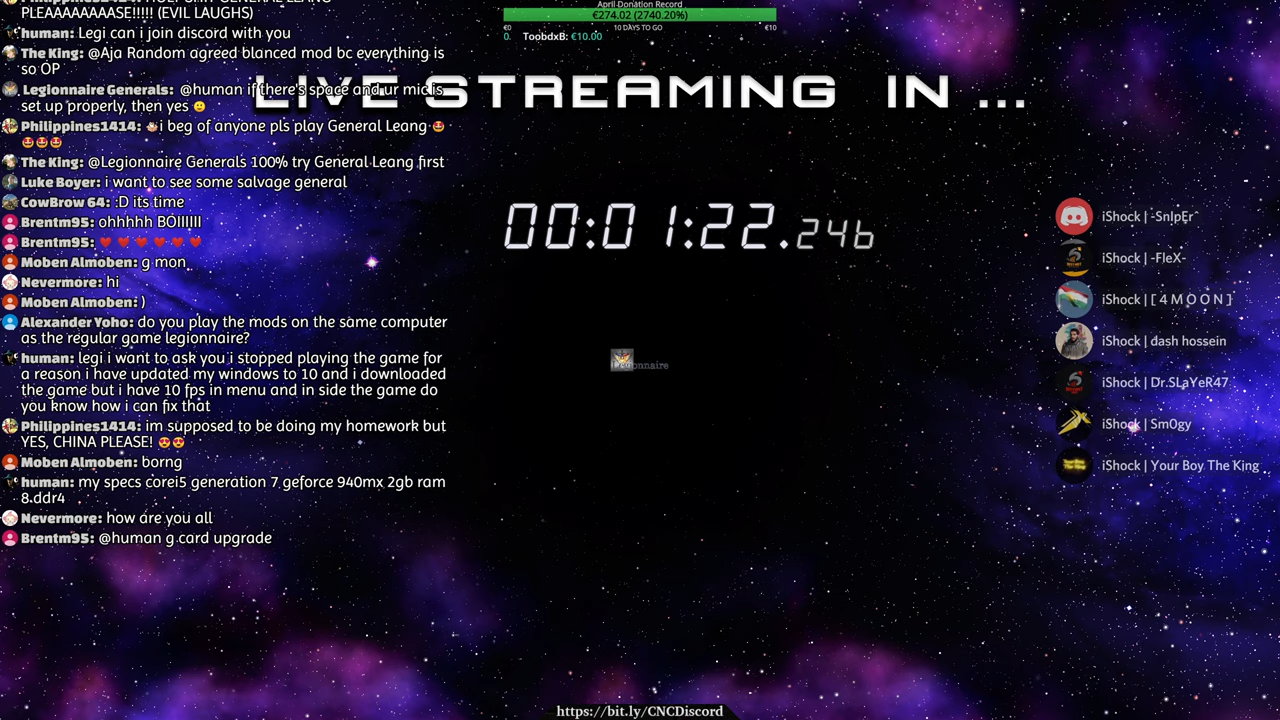 PLEAAAAAAASE!!!!! (EVIL LAUGHS)
human: Legi can i join discord with you
The King: @Aja Random agreed blanced mod bc everything is
so OP
Legionnaire Generals: @human if there's space and ur mic is
set up properly, then yes 🙂
Philippines1414: i beg of anyone pls play General Leang 🤩
🤩🤩🤩
The King: @Legionnaire Generals 100% try General Leang first
Luke Boyer: i want to see some salvage general
CowBrow 64: :D its time
Brentm95: ohhhhh BOIIIIII
Brentm95: ♥ ♥ ♥ ♥ ♥ ♥
Moben Almoben: g mon
Nevermore: hi
Moben Almoben: )
Alexander Yoho: do you play the mods on the same computer
as the regular game legionnaire?
human: legi i want to ask you i stopped playing the game for
a reason i have updated my windows to 10 and i downloaded
the game but i have 10 fps in menu and in side the game do
you know how i can fix that
Philippines1414: im supposed to be doing my homework but
YES, CHINA PLEASE! 😍😍
Moben Almoben: borng
human: my specs corei5 generation 7 geforce 940mx 2gb ram
8.ddr4
Nevermore: how are you all
Brentm95: @human g card upgrade
April Donation Record
€274.02 (2740.20%)
€0 10 DAYS TO GO €10
0. ToobdxB: €10.00
LIVE STREAMING IN ...
00:01:22.246
Legionnaire
iShock | -SnIpEr
iShock | -FleX-
iShock | [ 4 M O O N ]
iShock | dash hossein
iShock | Dr.SLaYeR47
iShock | Sm0gy
iShock | Your Boy The King
https://bit.ly/CNCDiscord